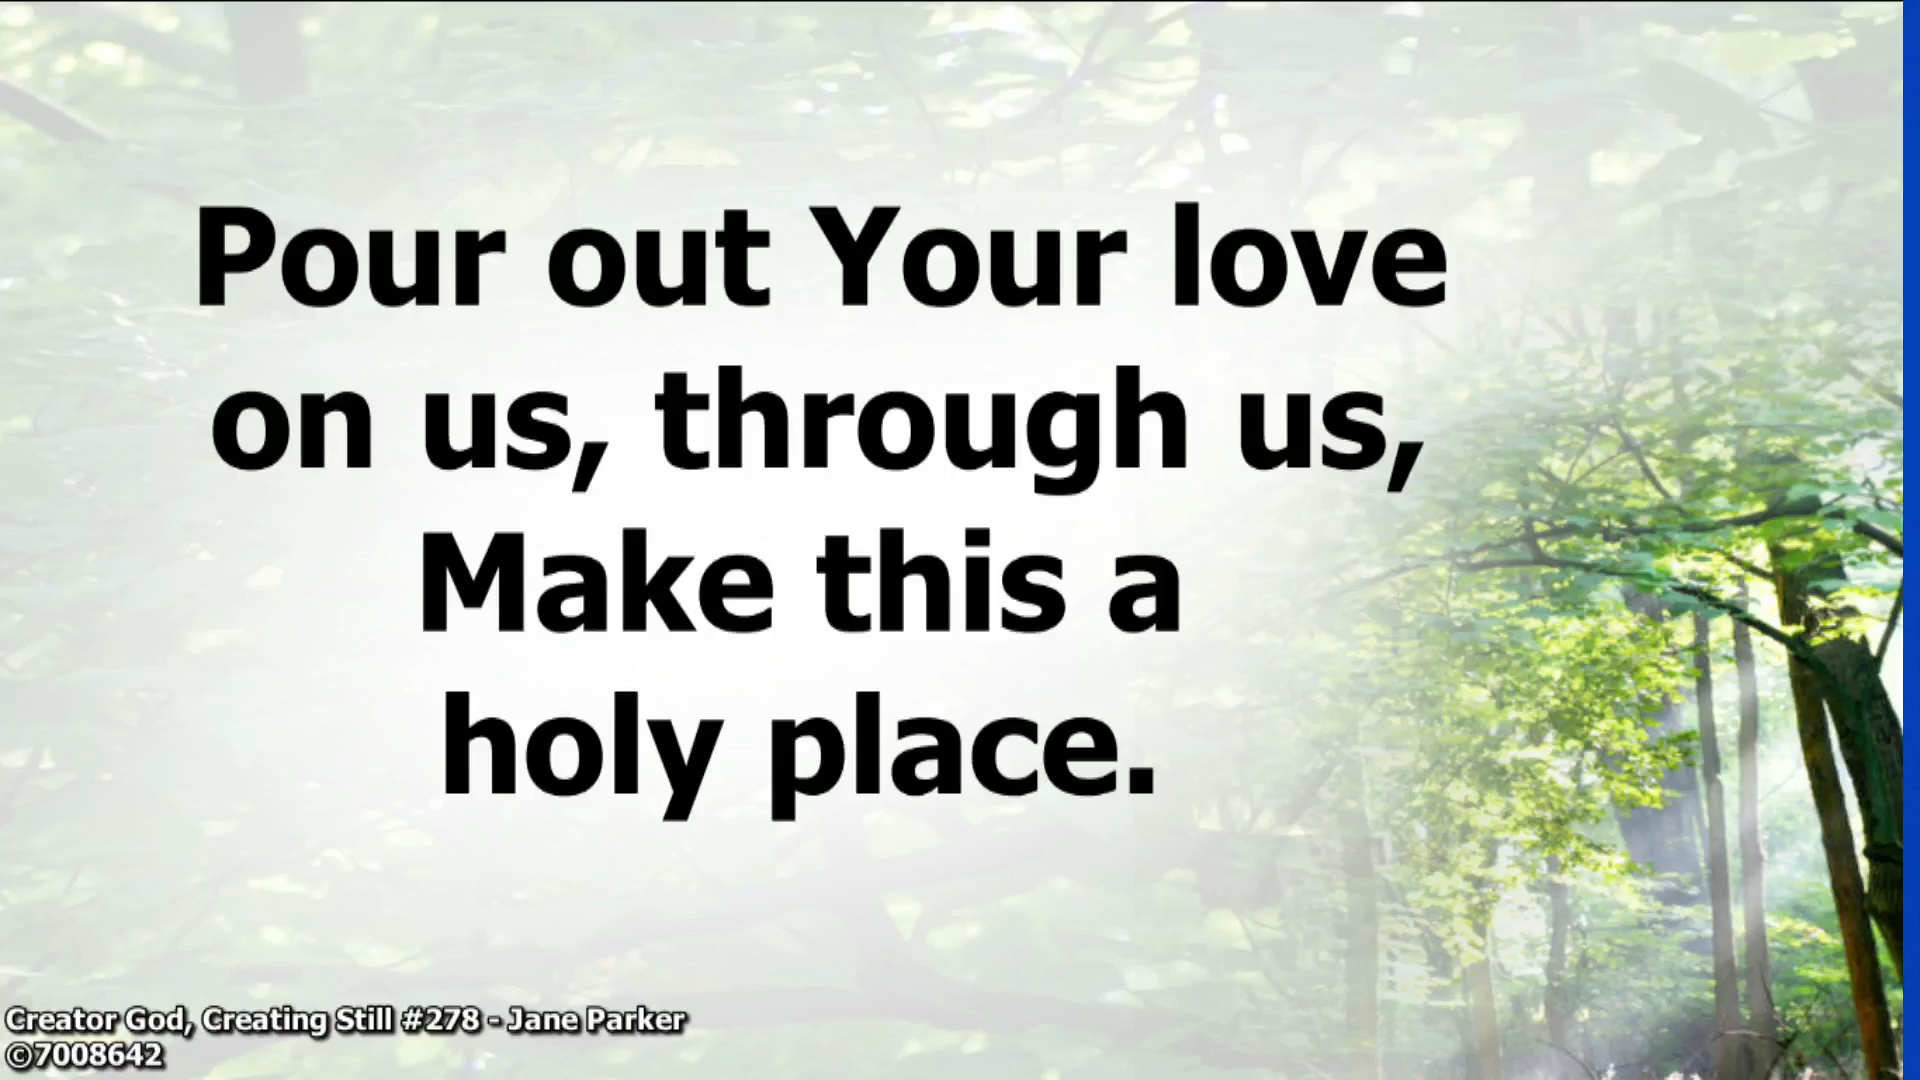 Pour out Your love
on us, through us,
Make this a
holy place.
Creator God, Creating Still #278 - Jane Parker
©7008642